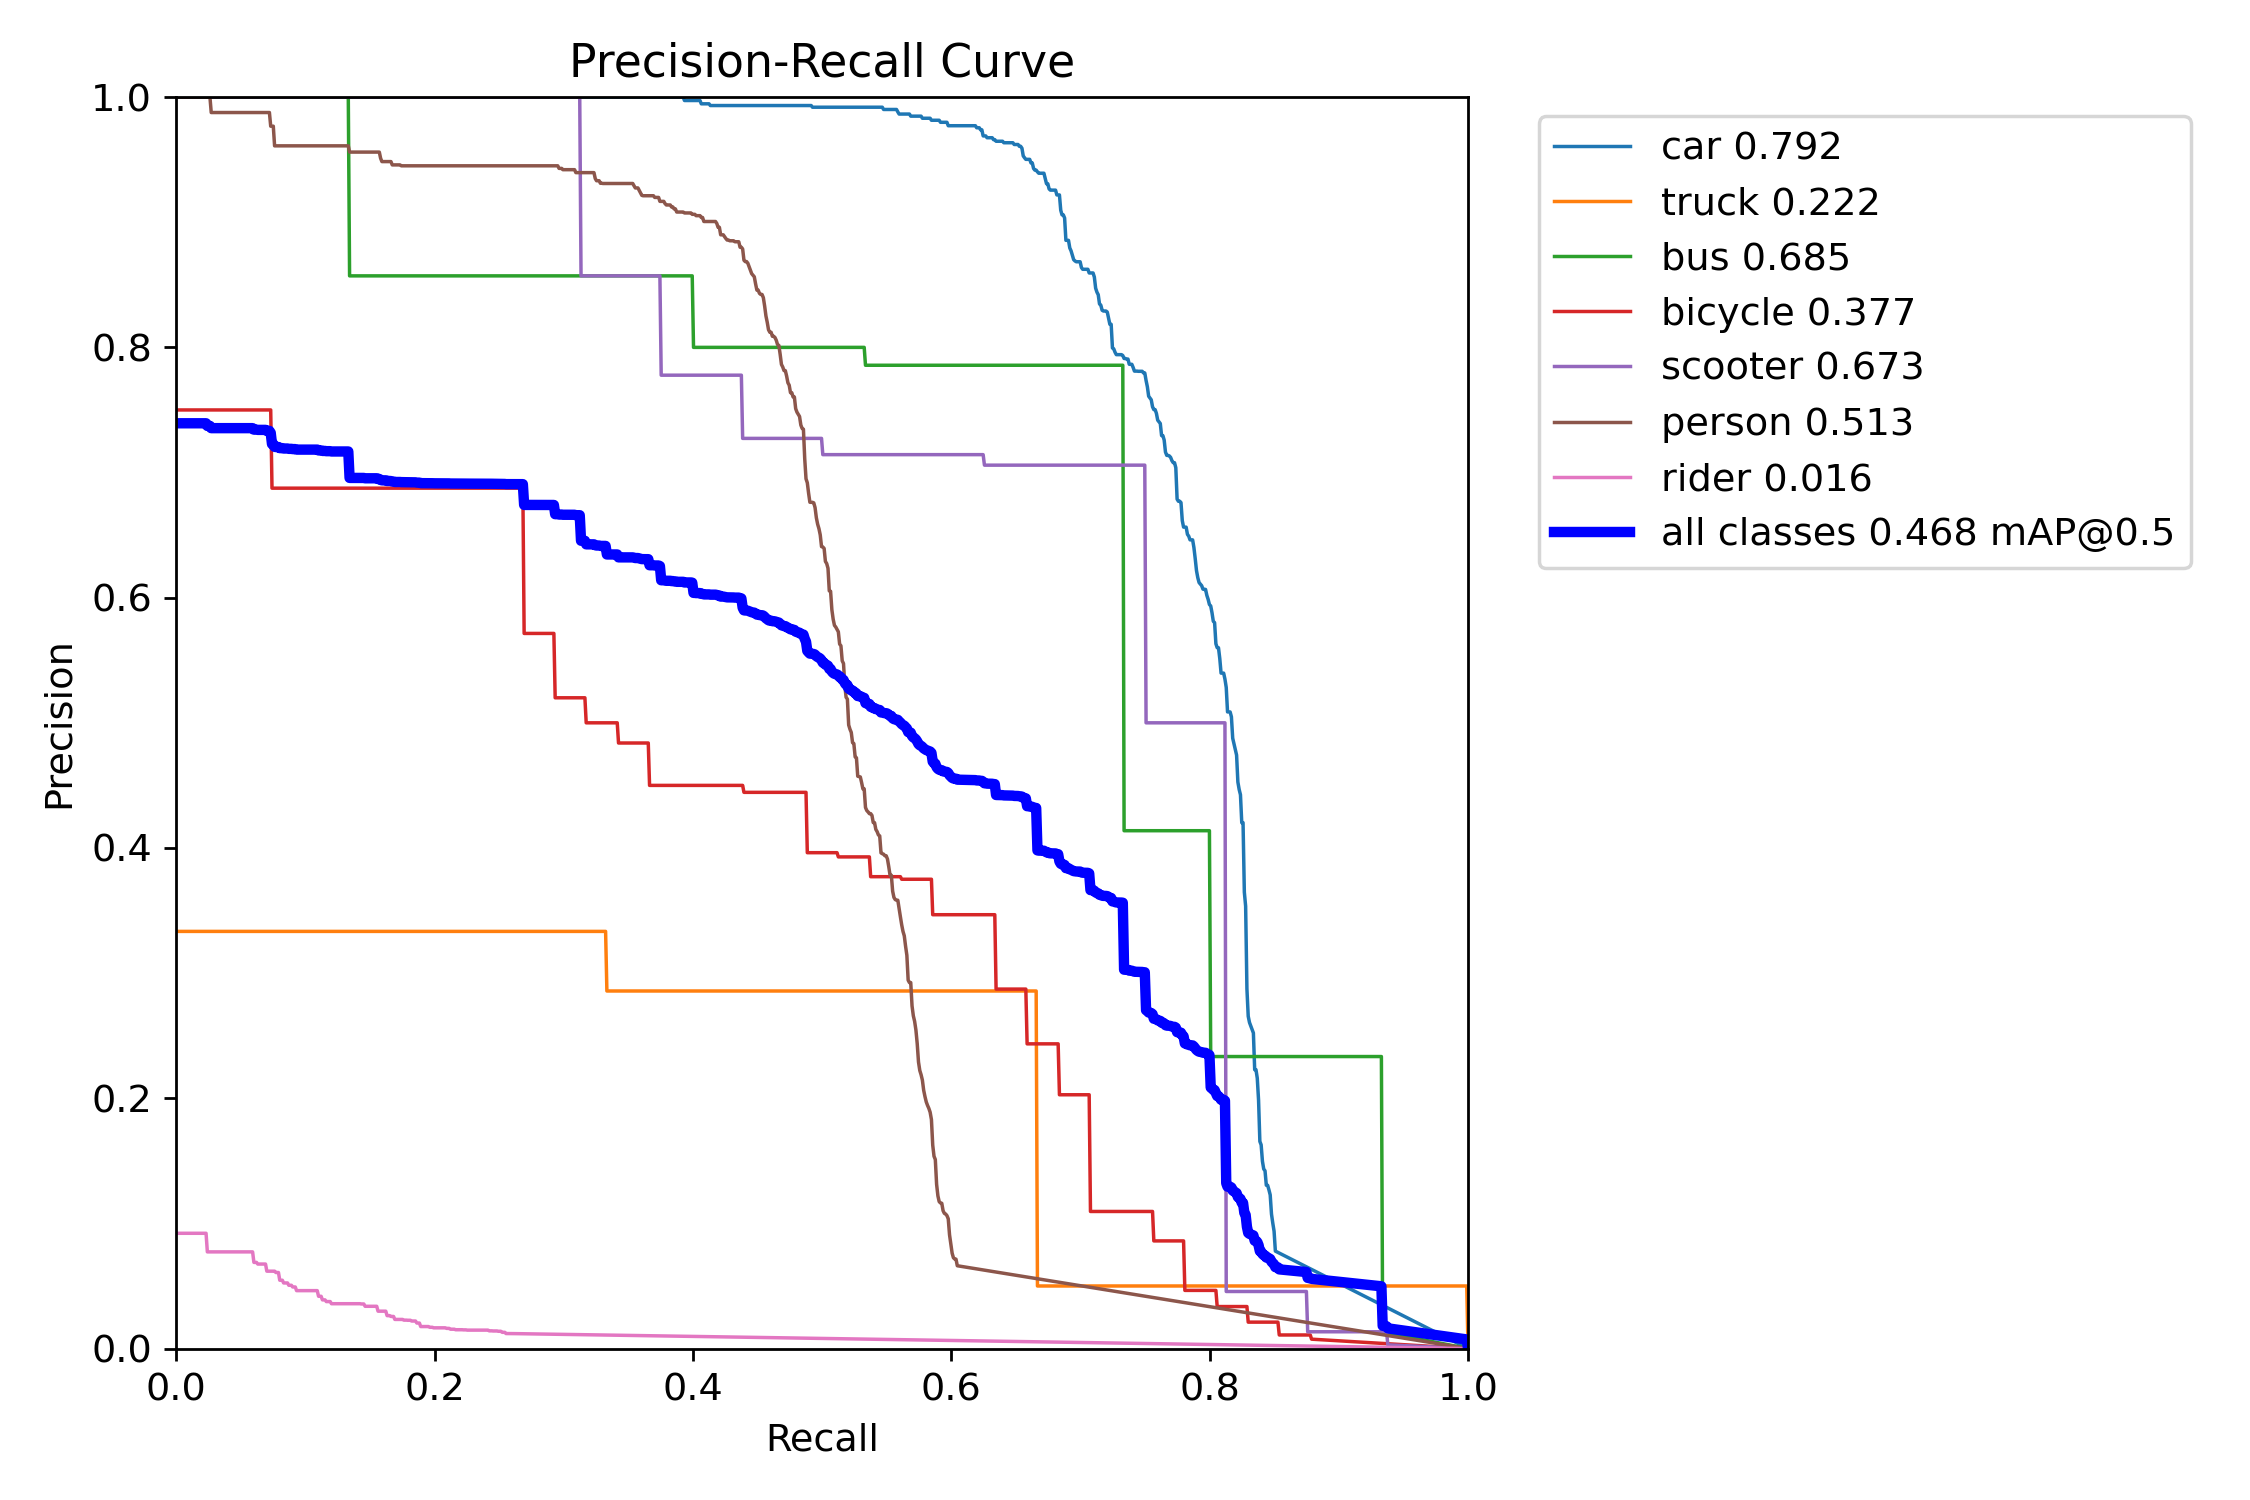 Precision-Recall Curve
1.0
0.8
0.6
0.4
0.2
0.0
Precision
0.0 0.2 0.4 0.6 0.8 1.0
Recall
car 0.792
truck 0.222
bus 0.685
bicycle 0.377
scooter 0.673
person 0.513
rider 0.016
all classes 0.468 mAP@0.5